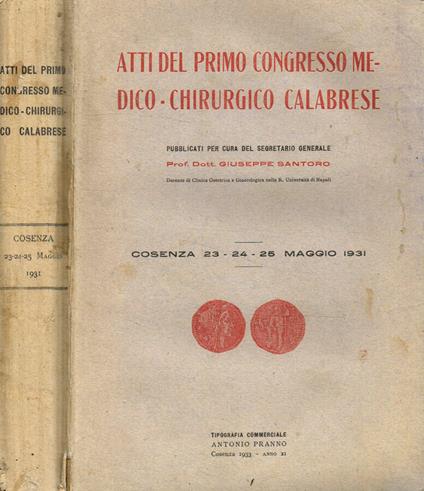 ATTI DEL PRIMO
CONGRESSO ME-
DICO-CHIRURGI-
CO CALABRESE
COSENZA
23-24-25 MAGGIO
1931
ATTI DEL PRIMO CONGRESSO ME-
DICO - CHIRURGICO CALABRESE
PUBBLICATI PER CURA DEL SEGRETARIO GENERALE
Prof. Dott. GIUSEPPE SANTORO
Docente di Clinica Ostetrica e Ginecologica nella R. Università di Napoli
COSENZA 23 - 24 - 25 MAGGIO 1931
TIPOGRAFIA COMMERCIALE
ANTONIO PRANNO
Cosenza 1933 - ANNO XI